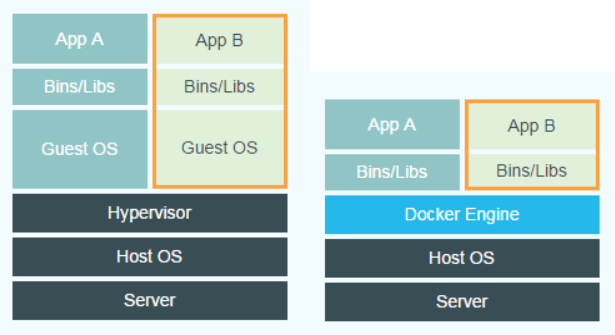 App A
App B
Bins/Libs
Bins/Libs
Guest OS
Guest OS
Hypervisor
Host OS
Server
App A
App B
Bins/Libs
Bins/Libs
Docker Engine
Host OS
Server